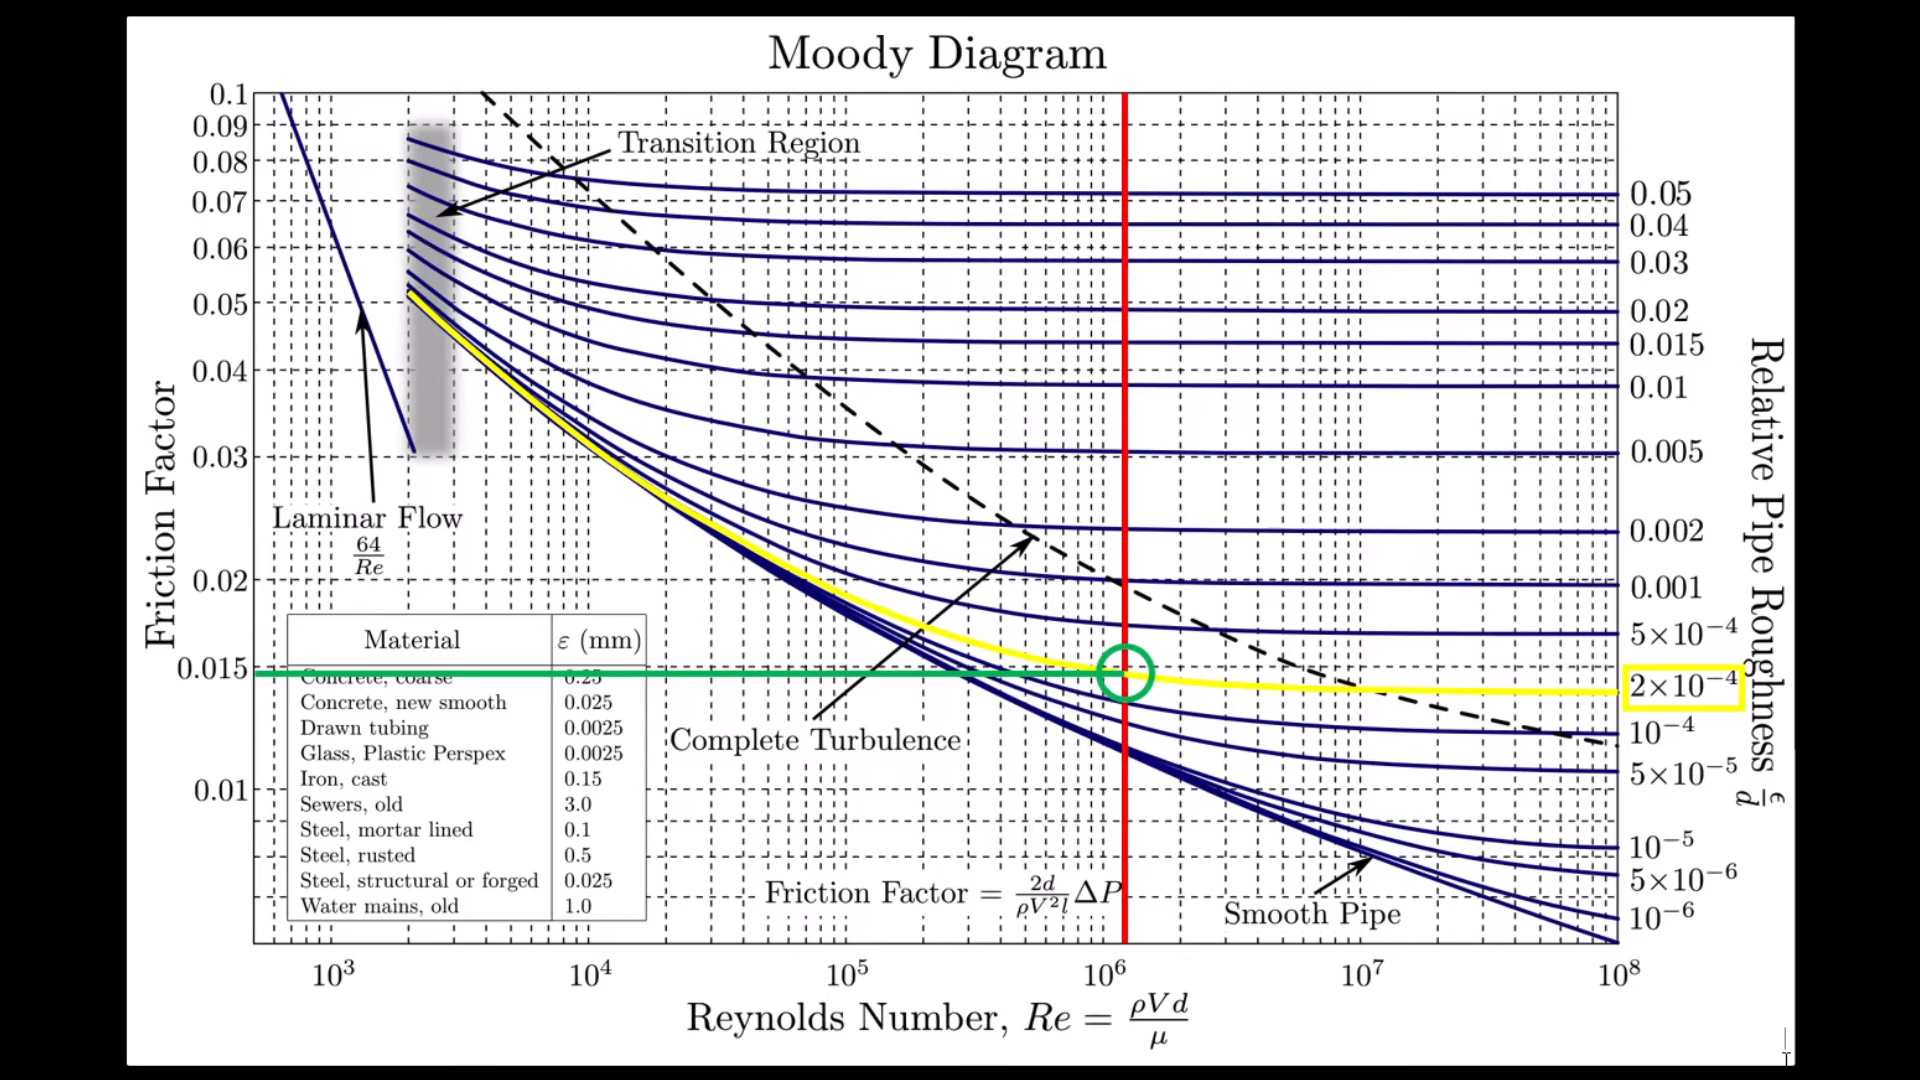 Moody Diagram
0.1
0.09
0.08
0.07
0.06
0.05
0.04
0.03
0.02
0.015
0.01
Friction Factor
Transition Region
Laminar Flow
64
Re
Material ε (mm)
Concrete, coarse 0.25
Concrete, new smooth 0.025
Drawn tubing 0.0025
Glass, Plastic Perspex 0.0025
Iron, cast 0.15
Sewers, old 3.0
Steel, mortar lined 0.1
Steel, rusted 0.5
Steel, structural or forged 0.025
Water mains, old 1.0
Complete Turbulence
Friction Factor = 2d/ρV²l ΔP
Smooth Pipe
0.05
0.04
0.03
0.02
0.015
0.01
0.005
0.002
0.001
5×10⁻⁴
2×10⁻⁴
10⁻⁴
5×10⁻⁵
10⁻⁵
5×10⁻⁶
10⁻⁶
Relative Pipe Roughness ϵ/d
10³ 10⁴ 10⁵ 10⁶ 10⁷ 10⁸
Reynolds Number, Re = ρVd/μ